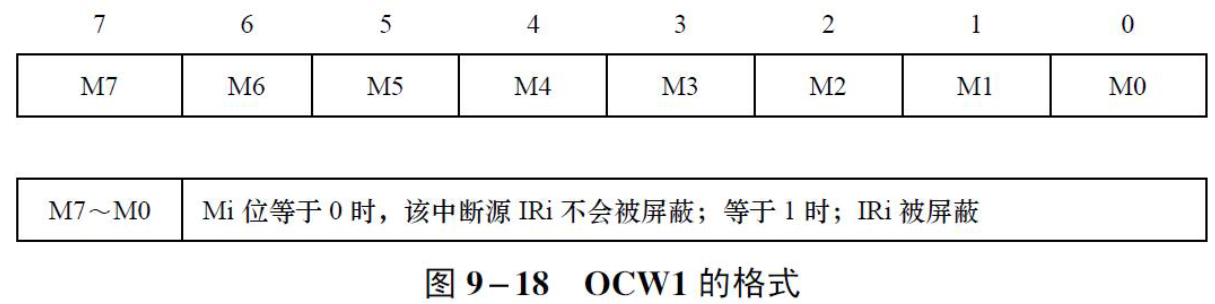 7 6 5 4 3 2 1 0
M7 M6 M5 M4 M3 M2 M1 M0
M7～M0 Mi 位等于 0 时，该中断源 IRi 不会被屏蔽；等于 1 时；IRi 被屏蔽
图 9－18 OCW1 的格式